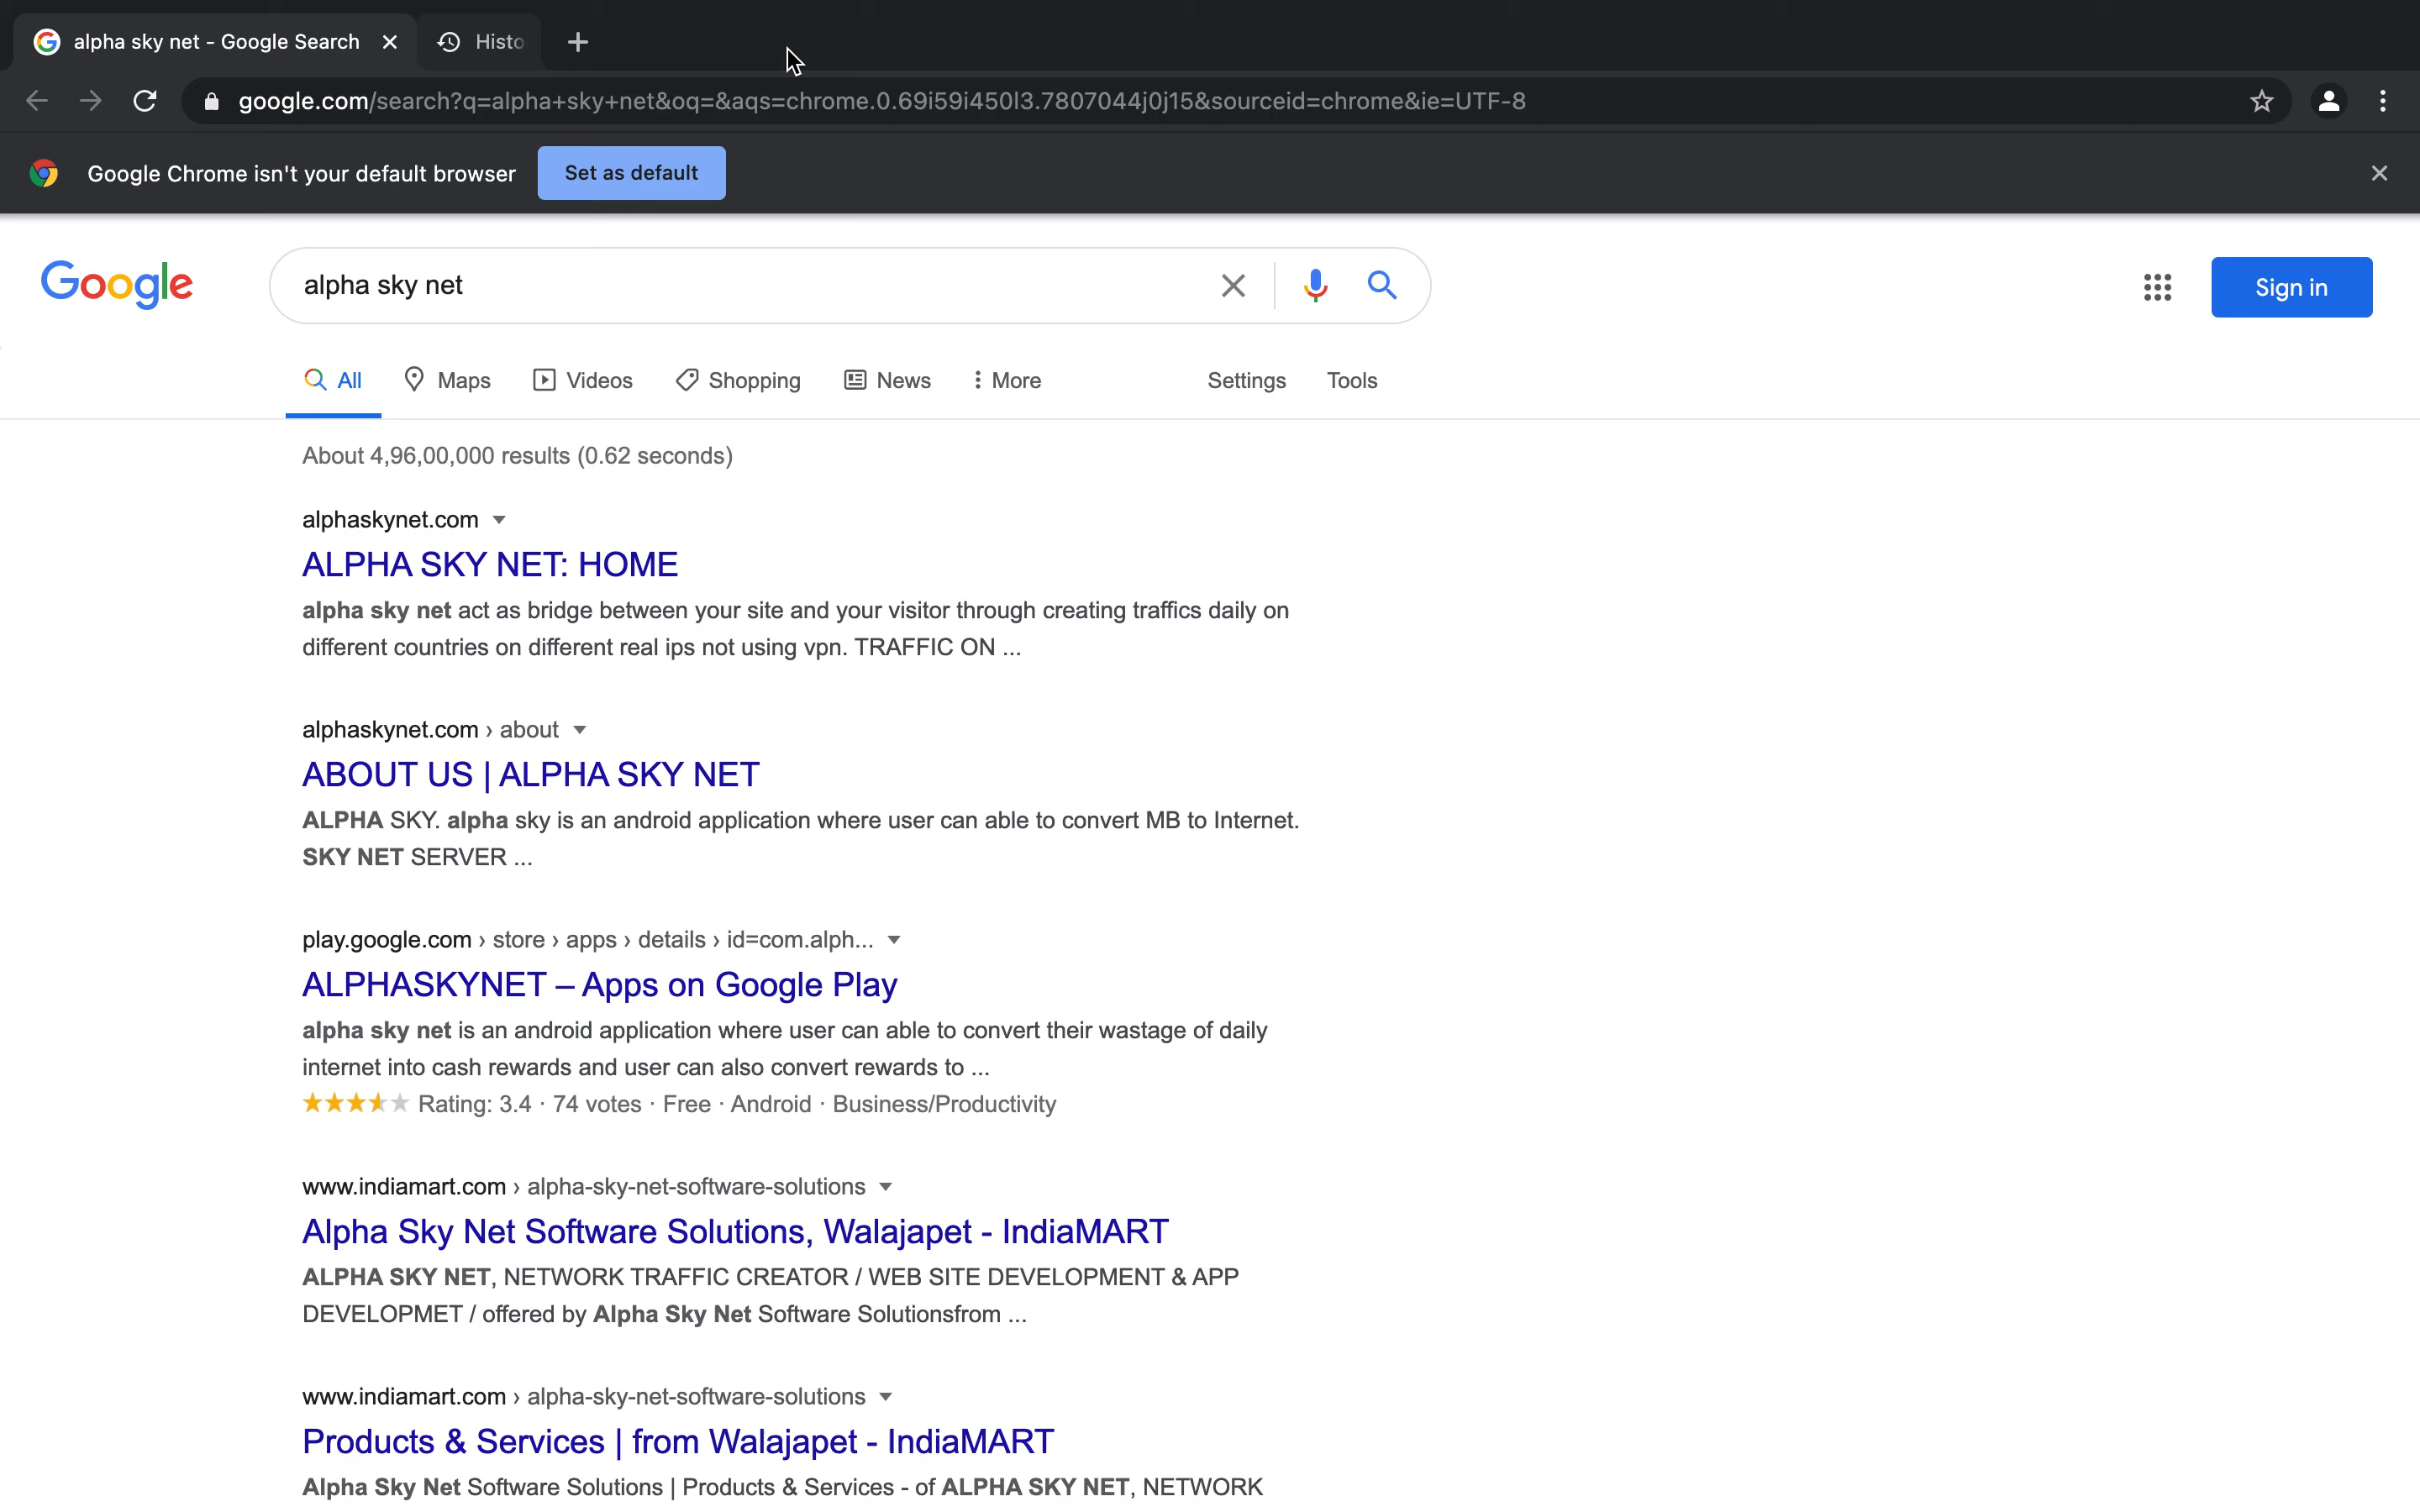 alpha sky net - Google Search
Histo
google.com/search?q=alpha+sky+net&oq=&aqs=chrome.0.69i59i450l3.7807044j0j15&sourceid=chrome&ie=UTF-8
Google Chrome isn't your default browser
Set as default
Google
alpha sky net
Sign in
All
Maps
Videos
Shopping
News
More
Settings
Tools
About 4,96,00,000 results (0.62 seconds)
alphaskynet.com
ALPHA SKY NET: HOME
alpha sky net act as bridge between your site and your visitor through creating traffics daily on
different countries on different real ips not using vpn. TRAFFIC ON ...
alphaskynet.com › about
ABOUT US | ALPHA SKY NET
ALPHA SKY. alpha sky is an android application where user can able to convert MB to Internet.
SKY NET SERVER ...
play.google.com › store › apps › details › id=com.alph...
ALPHASKYNET – Apps on Google Play
alpha sky net is an android application where user can able to convert their wastage of daily
internet into cash rewards and user can also convert rewards to ...
Rating: 3.4 · 74 votes · Free · Android · Business/Productivity
www.indiamart.com › alpha-sky-net-software-solutions
Alpha Sky Net Software Solutions, Walajapet - IndiaMART
ALPHA SKY NET, NETWORK TRAFFIC CREATOR / WEB SITE DEVELOPMENT & APP
DEVELOPMET / offered by Alpha Sky Net Software Solutionsfrom ...
www.indiamart.com › alpha-sky-net-software-solutions
Products & Services | from Walajapet - IndiaMART
Alpha Sky Net Software Solutions | Products & Services - of ALPHA SKY NET, NETWORK